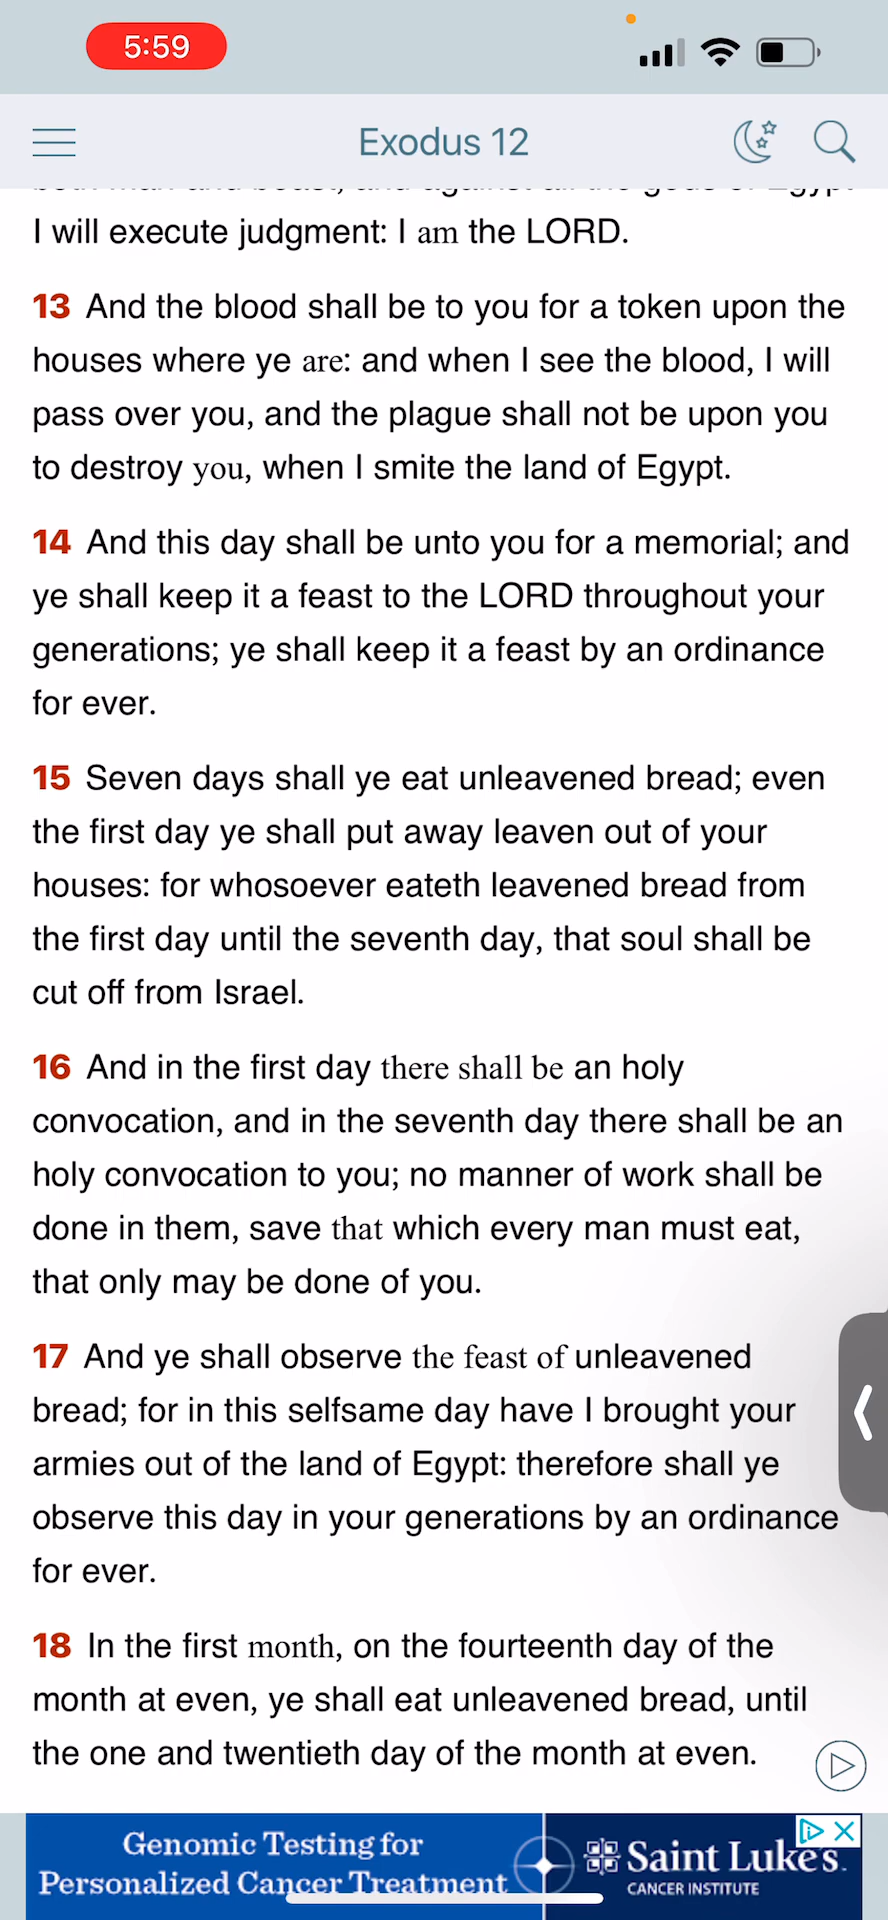 5:59
Exodus 12
both man and beast, and against all the gods of Egypt
I will execute judgment: I am the LORD.
13 And the blood shall be to you for a token upon the
houses where ye are: and when I see the blood, I will
pass over you, and the plague shall not be upon you
to destroy you, when I smite the land of Egypt.
14 And this day shall be unto you for a memorial; and
ye shall keep it a feast to the LORD throughout your
generations; ye shall keep it a feast by an ordinance
for ever.
15 Seven days shall ye eat unleavened bread; even
the first day ye shall put away leaven out of your
houses: for whosoever eateth leavened bread from
the first day until the seventh day, that soul shall be
cut off from Israel.
16 And in the first day there shall be an holy
convocation, and in the seventh day there shall be an
holy convocation to you; no manner of work shall be
done in them, save that which every man must eat,
that only may be done of you.
17 And ye shall observe the feast of unleavened
bread; for in this selfsame day have I brought your
armies out of the land of Egypt: therefore shall ye
observe this day in your generations by an ordinance
for ever.
18 In the first month, on the fourteenth day of the
month at even, ye shall eat unleavened bread, until
the one and twentieth day of the month at even.
Genomic Testing for
Personalized Cancer Treatment
Saint Luke's.
CANCER INSTITUTE